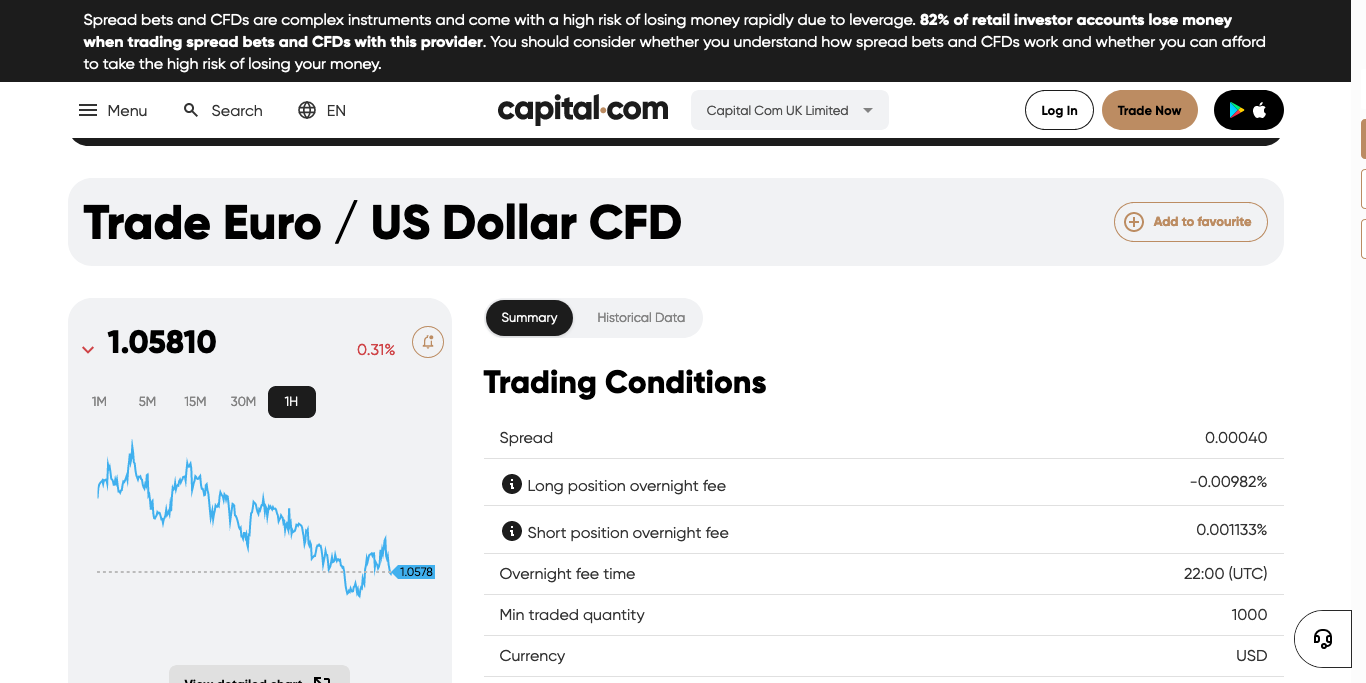 Spread bets and CFDs are complex instruments and come with a high risk of losing money rapidly due to leverage. 82% of retail investor accounts lose money
when trading spread bets and CFDs with this provider. You should consider whether you understand how spread bets and CFDs work and whether you can afford
to take the high risk of losing your money.
Menu Search EN capital.com Capital Com UK Limited Log In Trade Now
Trade Euro / US Dollar CFD
Add to favourite
1.05810
0.31%
1M 5M 15M 30M 1H
1.0578
View detailed chart
Summary Historical Data
Trading Conditions
Spread 0.00040
Long position overnight fee -0.00982%
Short position overnight fee 0.001133%
Overnight fee time 22:00 (UTC)
Min traded quantity 1000
Currency USD